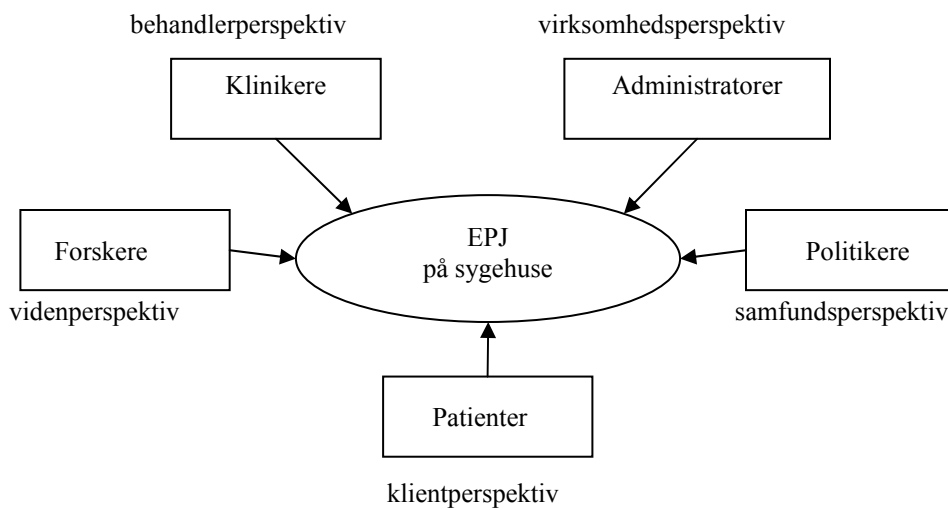 behandlerperspektiv
virksomhedsperspektiv
Klinikere
Administratorer
EPJ
på sygehuse
Forskere
Politikere
videnperspektiv
samfundsperspektiv
Patienter
klientperspektiv